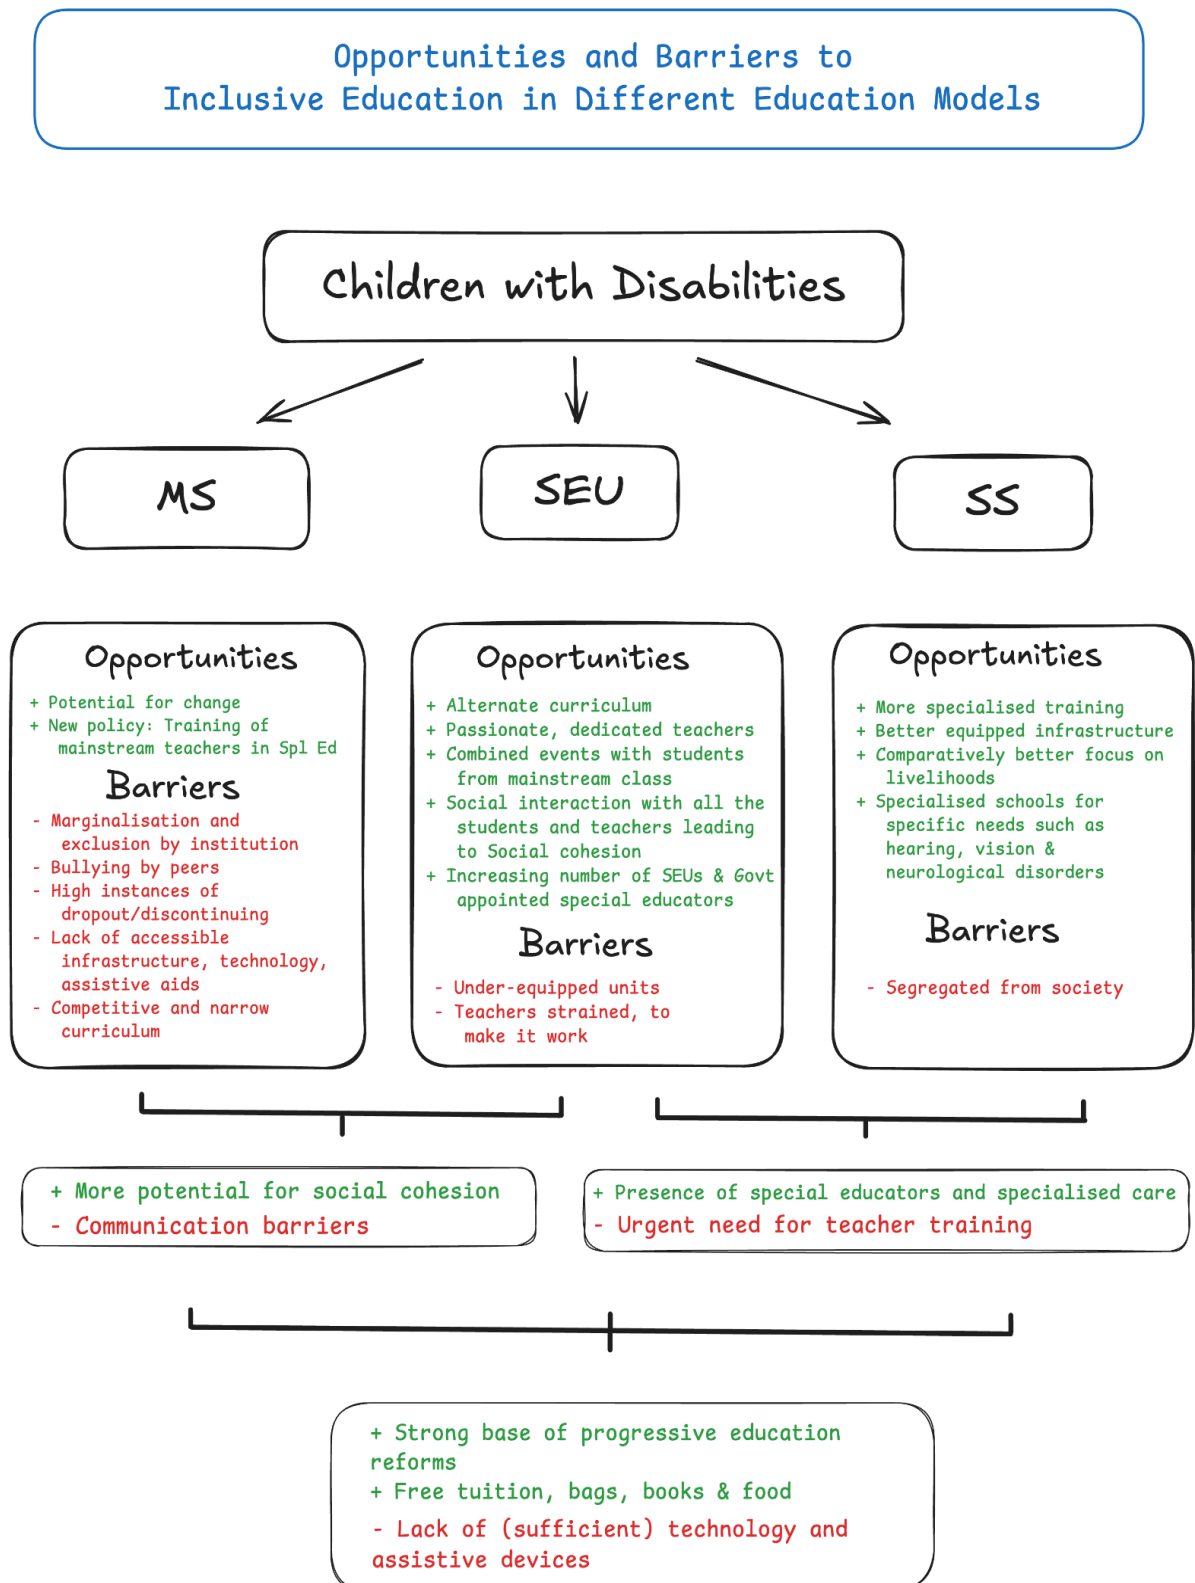 Opportunities and Barriers to
Inclusive Education in Different Education Models
Children with Disabilities
MS
SEU
SS
Opportunities
+ Potential for change
+ New policy: Training of
mainstream teachers in Spl Ed
Barriers
- Marginalisation and
exclusion by institution
- Bullying by peers
- High instances of
dropout/discontinuing
- Lack of accessible
infrastructure, technology,
assistive aids
- Competitive and narrow
curriculum
Opportunities
+ Alternate curriculum
+ Passionate, dedicated teachers
+ Combined events with students
from mainstream class
+ Social interaction with all the
students and teachers leading
to Social cohesion
+ Increasing number of SEUs & Govt
appointed special educators
Barriers
- Under-equipped units
- Teachers strained, to
make it work
Opportunities
+ More specialised training
+ Better equipped infrastructure
+ Comparatively better focus on
livelihoods
+ Specialised schools for
specific needs such as
hearing, vision &
neurological disorders
Barriers
- Segregated from society
+ More potential for social cohesion
- Communication barriers
+ Presence of special educators and specialised care
- Urgent need for teacher training
+ Strong base of progressive education
reforms
+ Free tuition, bags, books & food
- Lack of (sufficient) technology and
assistive devices